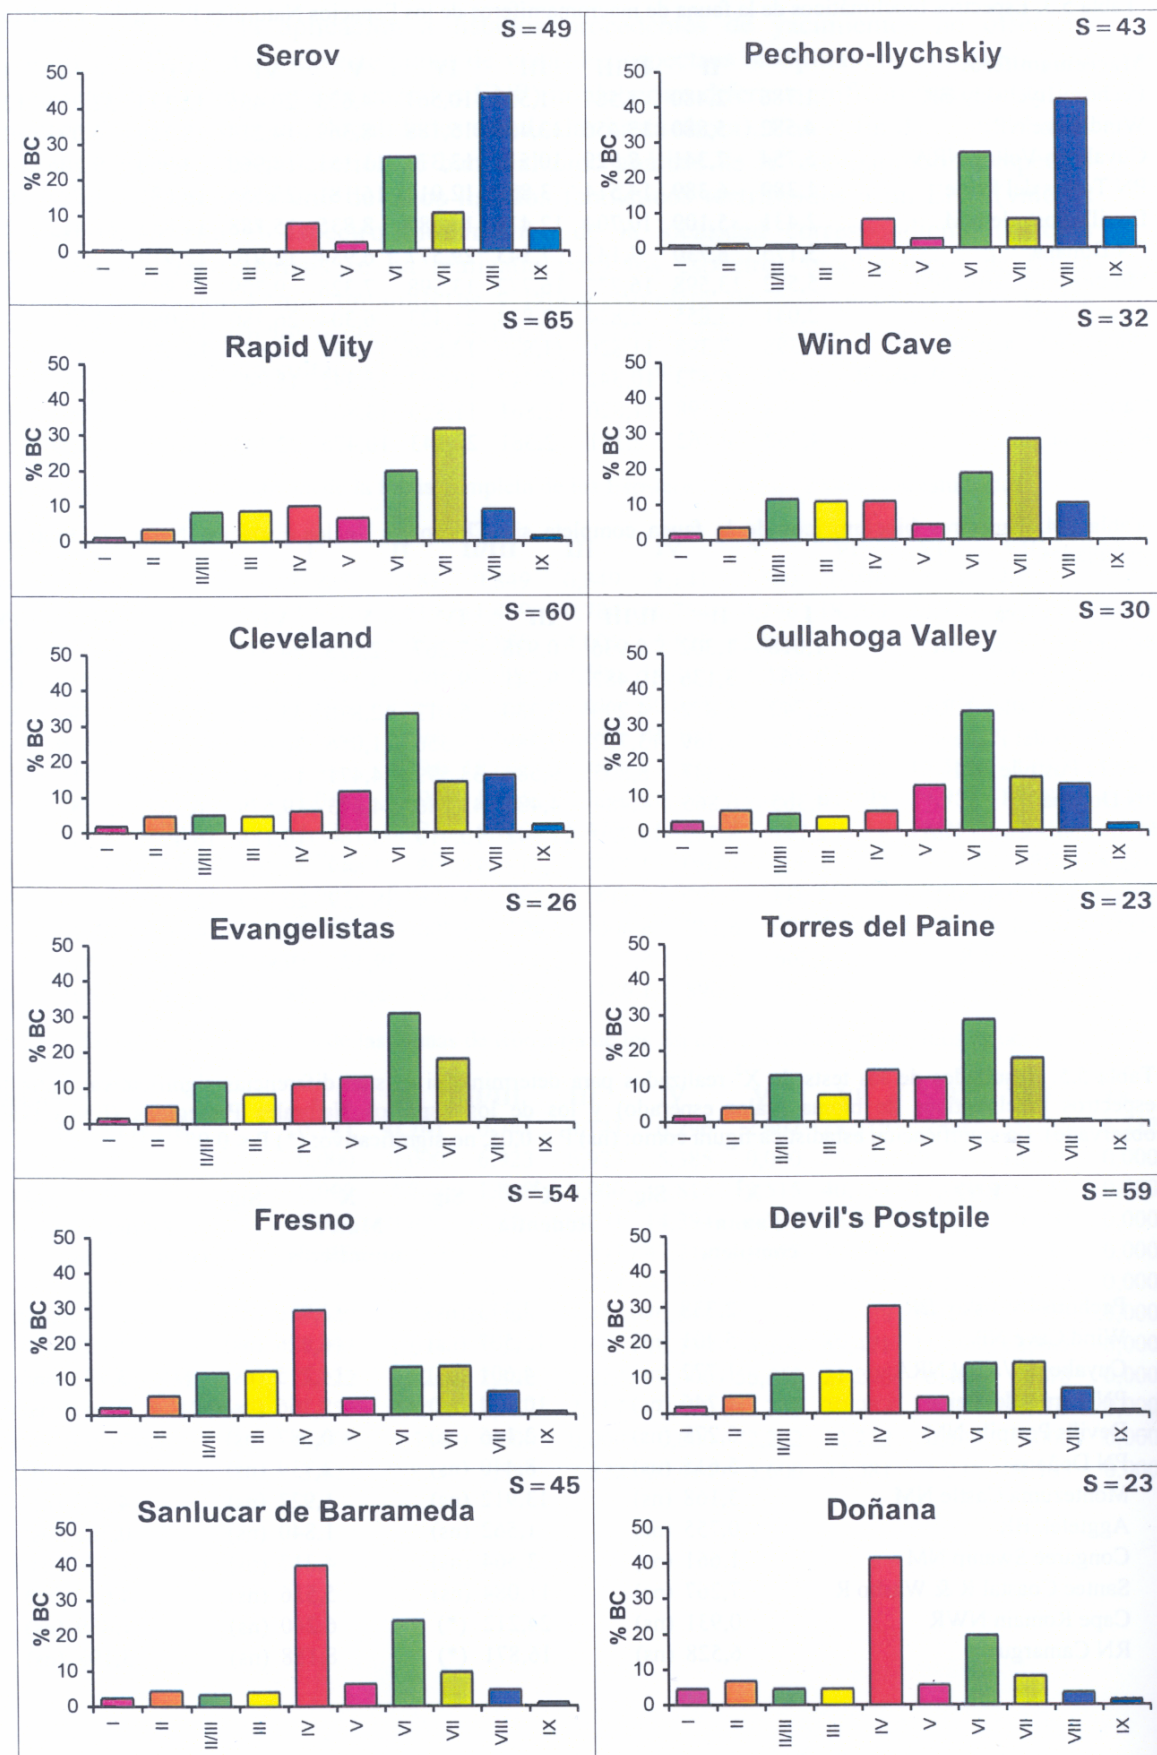 S = 49
Serov
50
40
30
20
10
0
% BC
I II II/III III IV V VI VII VIII IX
S = 43
Pechoro-Ilychskiy
50
40
30
20
10
0
% BC
I II II/III III IV V VI VII VIII IX
S = 65
Rapid Vity
50
40
30
20
10
0
% BC
I II II/III III IV V VI VII VIII IX
S = 32
Wind Cave
50
40
30
20
10
0
% BC
I II II/III III IV V VI VII VIII IX
S = 60
Cleveland
50
40
30
20
10
0
% BC
I II II/III III IV V VI VII VIII IX
S = 30
Cullahoga Valley
50
40
30
20
10
0
% BC
I II II/III III IV V VI VII VIII IX
S = 26
Evangelistas
50
40
30
20
10
0
% BC
I II II/III III IV V VI VII VIII IX
S = 23
Torres del Paine
50
40
30
20
10
0
% BC
I II II/III III IV V VI VII VIII IX
S = 54
Fresno
50
40
30
20
10
0
% BC
I II II/III III IV V VI VII VIII IX
S = 59
Devil's Postpile
50
40
30
20
10
0
% BC
I II II/III III IV V VI VII VIII IX
S = 45
Sanlucar de Barrameda
50
40
30
20
10
0
% BC
I II II/III III IV V VI VII VIII IX
S = 23
Doñana
50
40
30
20
10
0
% BC
I II II/III III IV V VI VII VIII IX